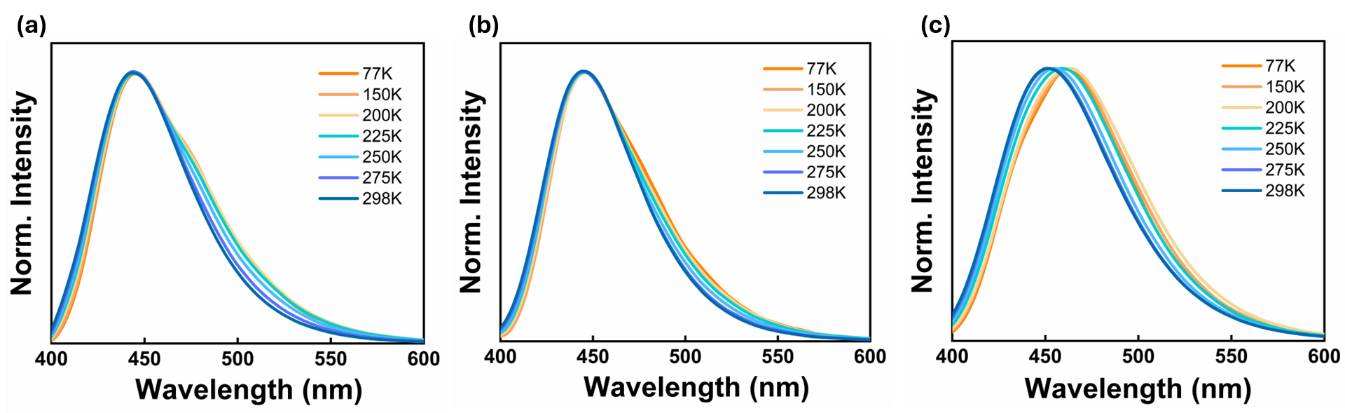 (a)
Norm. Intensity
77K
150K
200K
225K
250K
275K
298K
400 450 500 550 600
Wavelength (nm)
(b)
Norm. Intensity
77K
150K
200K
225K
250K
275K
298K
400 450 500 550 600
Wavelength (nm)
(c)
Norm. Intensity
77K
150K
200K
225K
250K
275K
298K
400 450 500 550 600
Wavelength (nm)